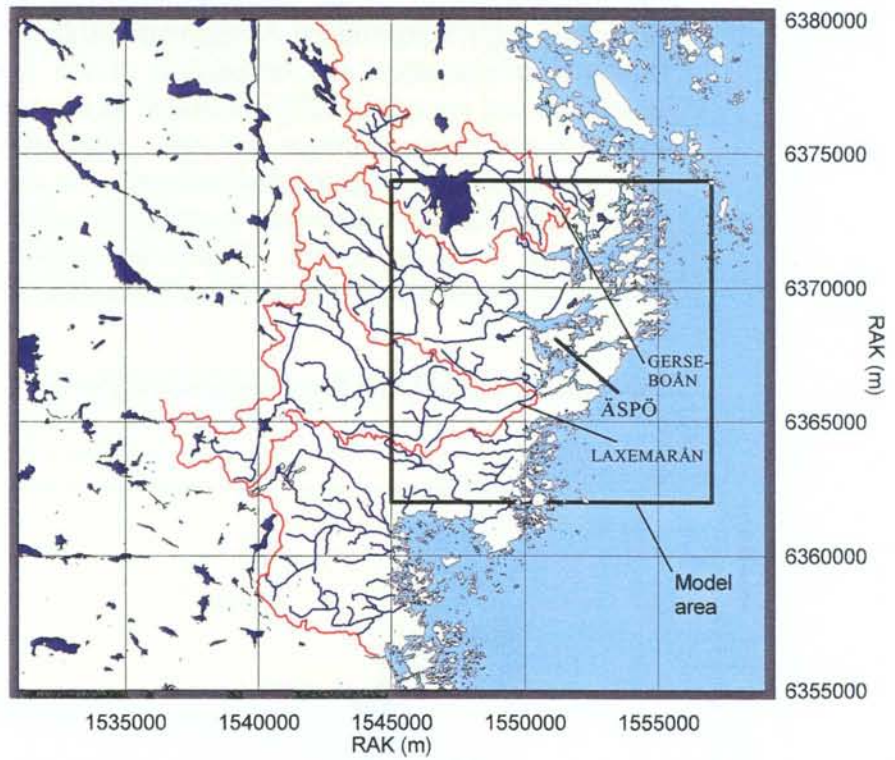 6380000
6375000
6370000
RAK (m)
GERSE-
BOÅN
ÄSPÖ
6365000
LAXEMARÅN
6360000
Model
area
6355000
1535000 1540000 1545000 1550000 1555000
RAK (m)